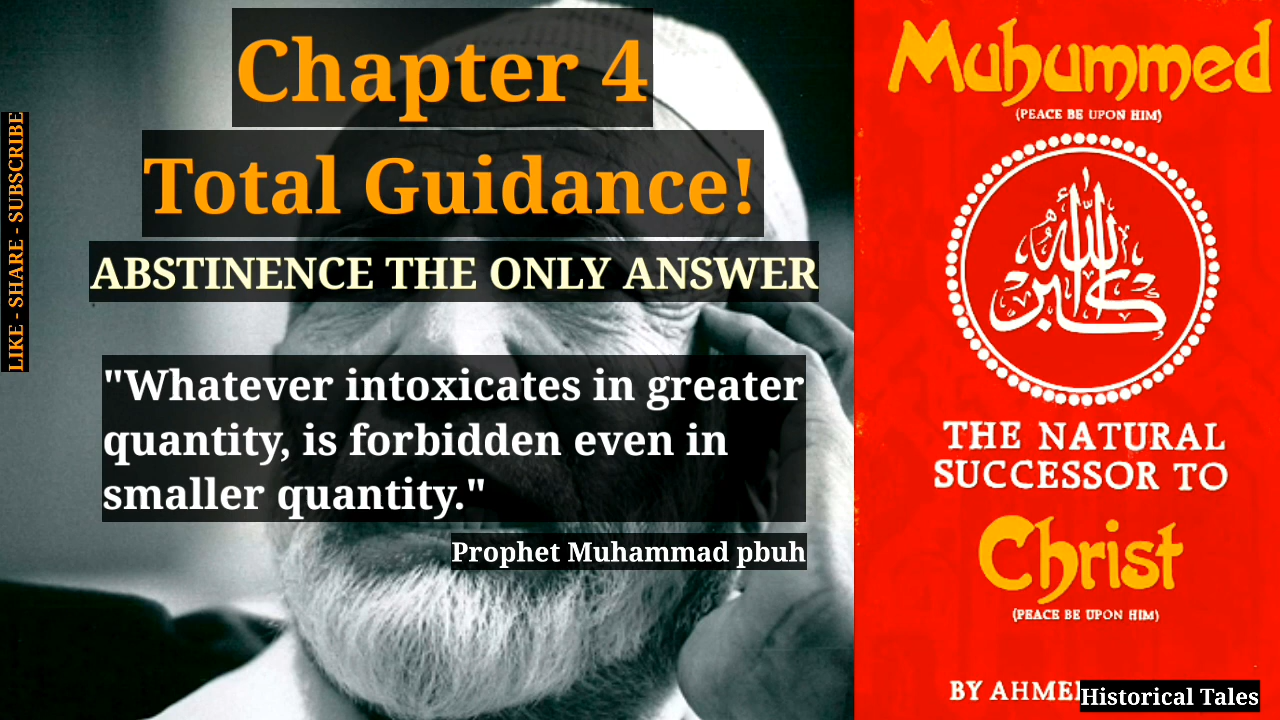 Chapter 4
Total Guidance!
ABSTINENCE THE ONLY ANSWER
"Whatever intoxicates in greater
quantity, is forbidden even in
smaller quantity."
Prophet Muhammad pbuh
LIKE - SHARE - SUBSCRIBE
Muhummed
(PEACE BE UPON HIM)
الله
اكبر
THE NATURAL
SUCCESSOR TO
Christ
(PEACE BE UPON HIM)
BY AHME
Historical Tales